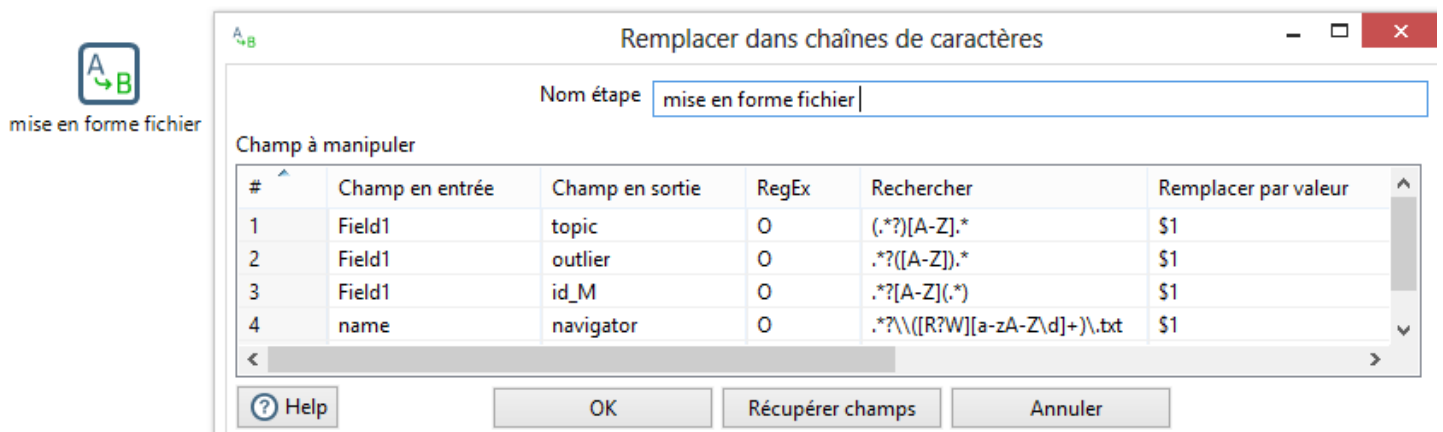 A B
mise en forme fichier
A B
Remplacer dans chaînes de caractères
Nom étape mise en forme fichier
Champ à manipuler
# Champ en entrée Champ en sortie RegEx Rechercher Remplacer par valeur
1 Field1 topic O (.*?)[A-Z].* $1
2 Field1 outlier O .*?([A-Z]).* $1
3 Field1 id_M O .*?[A-Z](.*) $1
4 name navigator O .*?\\([R?W][a-zA-Z\d]+)\.txt $1
? Help OK Récupérer champs Annuler